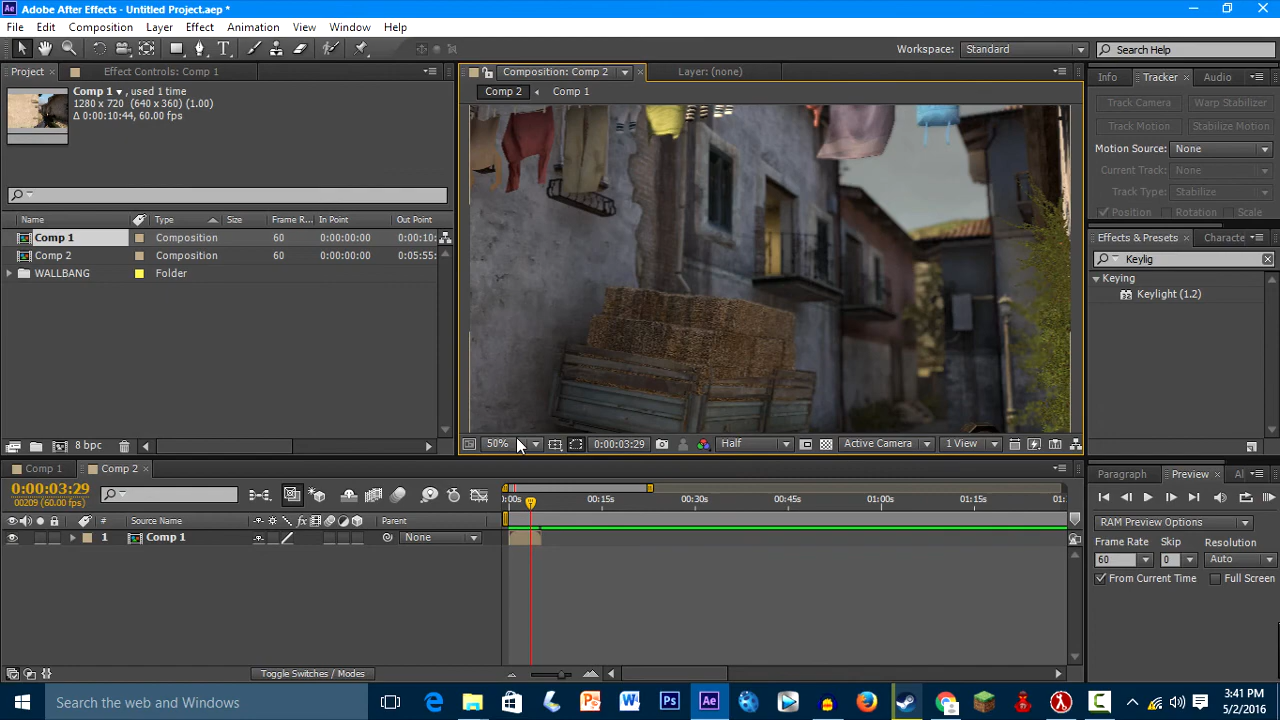 Adobe After Effects - Untitled Project.aep *
File Edit Composition Layer Effect Animation View Window Help
Workspace: Standard Search Help
Project Effect Controls: Comp 1 Composition: Comp 2 Layer: (none) Info Tracker Audio
Comp 1 , used 1 time
1280 x 720 (640 x 360) (1.00)
Δ 0:00:10:44, 60.00 fps
Comp 2 Comp 1
Track Camera Warp Stabilizer
Track Motion Stabilize Motion
Motion Source: None
Current Track: None
Track Type: Stabilize
Position Rotation Scale
Name Type Size Frame R... In Point Out Point
Comp 1 Composition 60 0:00:00:00 0:00:10:
Comp 2 Composition 60 0:00:00:00 0:05:55:
WALLBANG Folder
Effects & Presets Characte
Keylig
Keying
Keylight (1.2)
8 bpc
50% 0:00:03:29 Half Active Camera 1 View
Comp 1 Comp 2
0:00:03:29
00209 (60.00 fps)
0:00s 00:15s 00:30s 00:45s 01:00s 01:15s 01:
# Source Name Parent
1 Comp 1 None
Toggle Switches / Modes
Paragraph Preview Al
RAM Preview Options
Frame Rate Skip Resolution
60 0 Auto
From Current Time Full Screen
Search the web and Windows
3:41 PM
5/2/2016